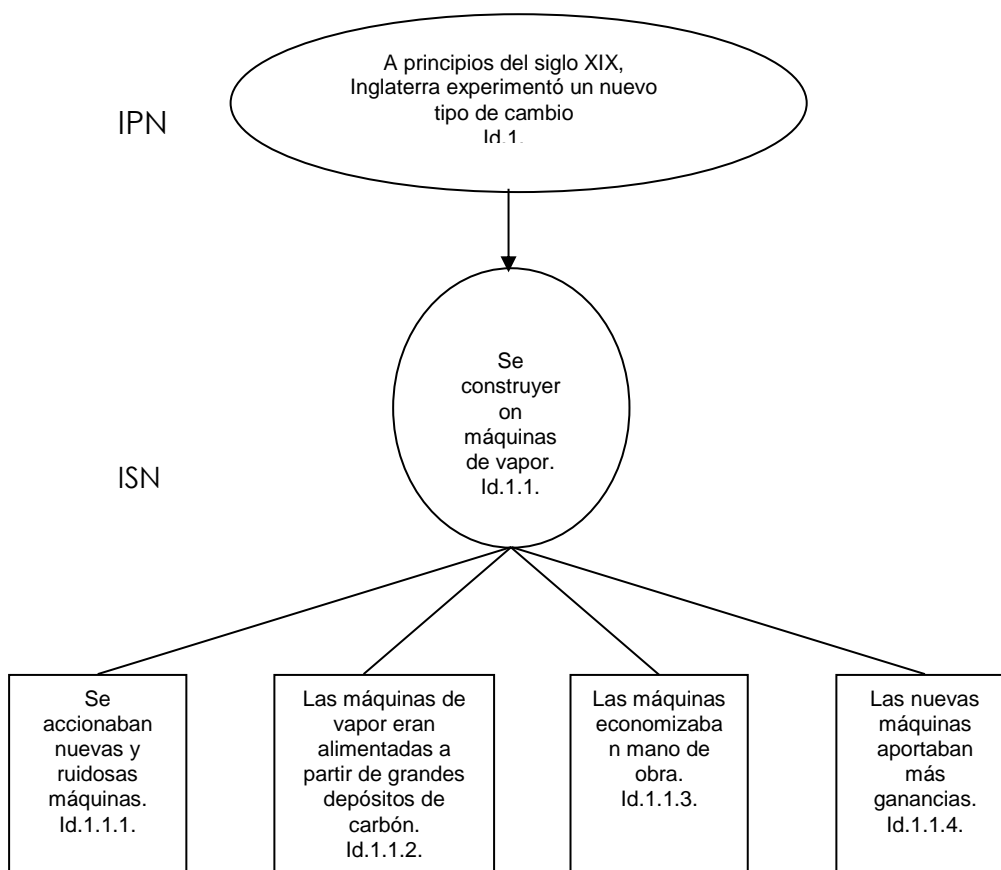 A principios del siglo XIX,
Inglaterra experimentó un nuevo
tipo de cambio
Id.1.
IPN
Se
construyer
on
máquinas
de vapor.
Id.1.1.
ISN
Se
accionaban
nuevas y
ruidosas
máquinas.
Id.1.1.1.
Las máquinas de
vapor eran
alimentadas a
partir de grandes
depósitos de
carbón.
Id.1.1.2.
Las máquinas
economizaba
n mano de
obra.
Id.1.1.3.
Las nuevas
máquinas
aportaban
más
ganancias.
Id.1.1.4.